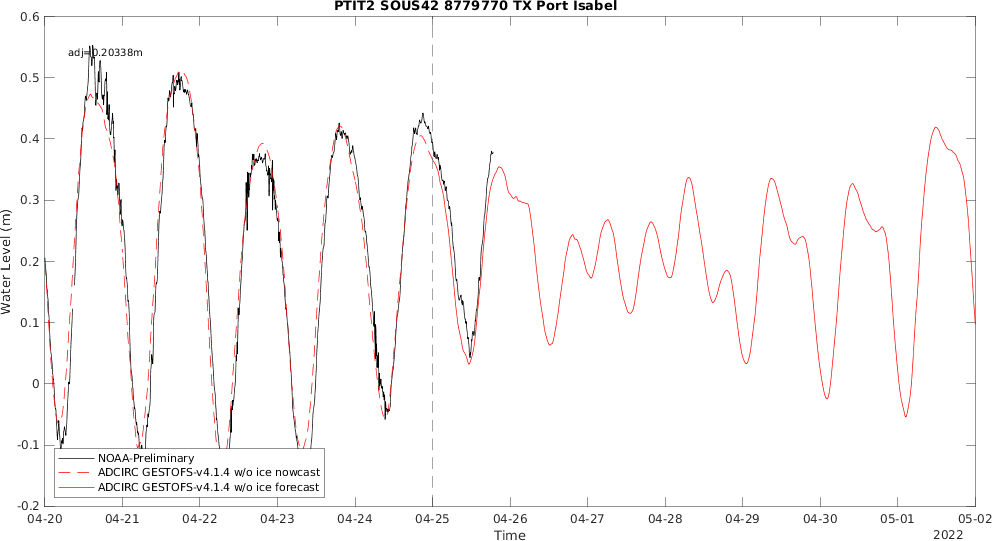 PTIT2 SOUS42 8779770 TX Port Isabel
adj=0.20338m
Water Level (m)
0.6
0.5
0.4
0.3
0.2
0.1
0
-0.1
-0.2
NOAA-Preliminary
ADCIRC GESTOFS-v4.1.4 w/o ice nowcast
ADCIRC GESTOFS-v4.1.4 w/o ice forecast
04-20 04-21 04-22 04-23 04-24 04-25 04-26 04-27 04-28 04-29 04-30 05-01 05-02
Time
2022